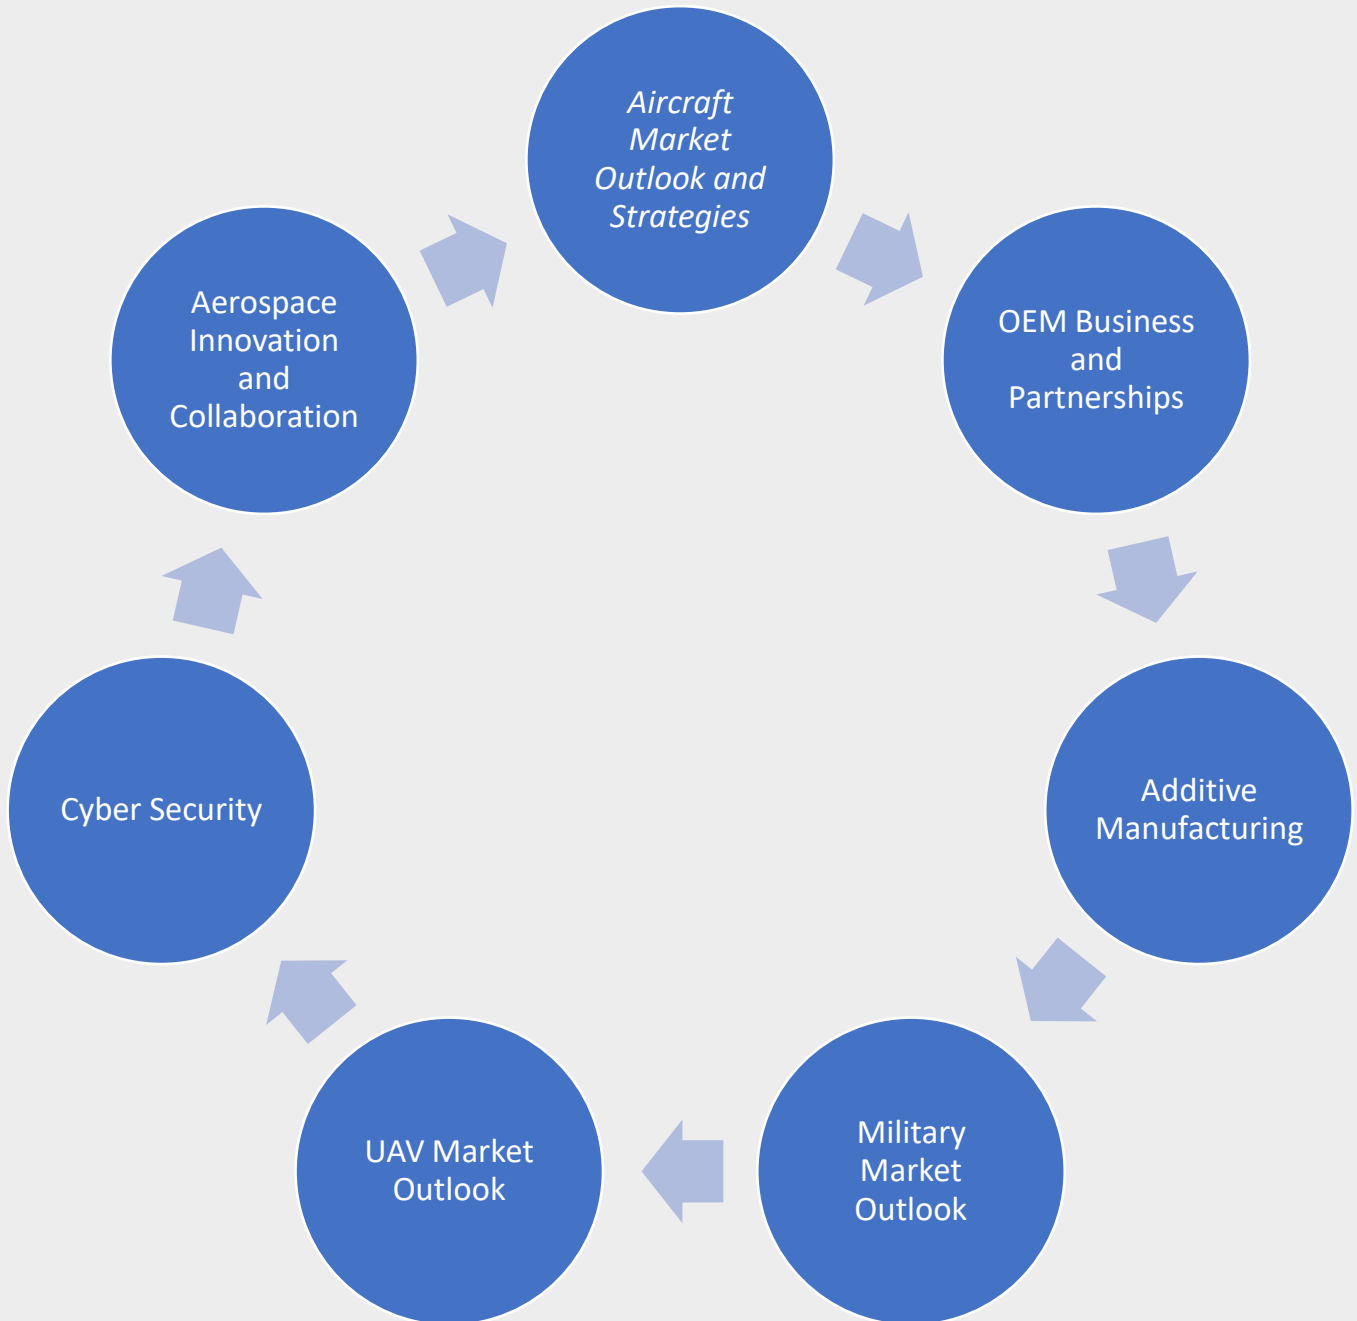 Aircraft
Market
Outlook and
Strategies
OEM Business
and
Partnerships
Additive
Manufacturing
Military
Market
Outlook
UAV Market
Outlook
Cyber Security
Aerospace
Innovation
and
Collaboration